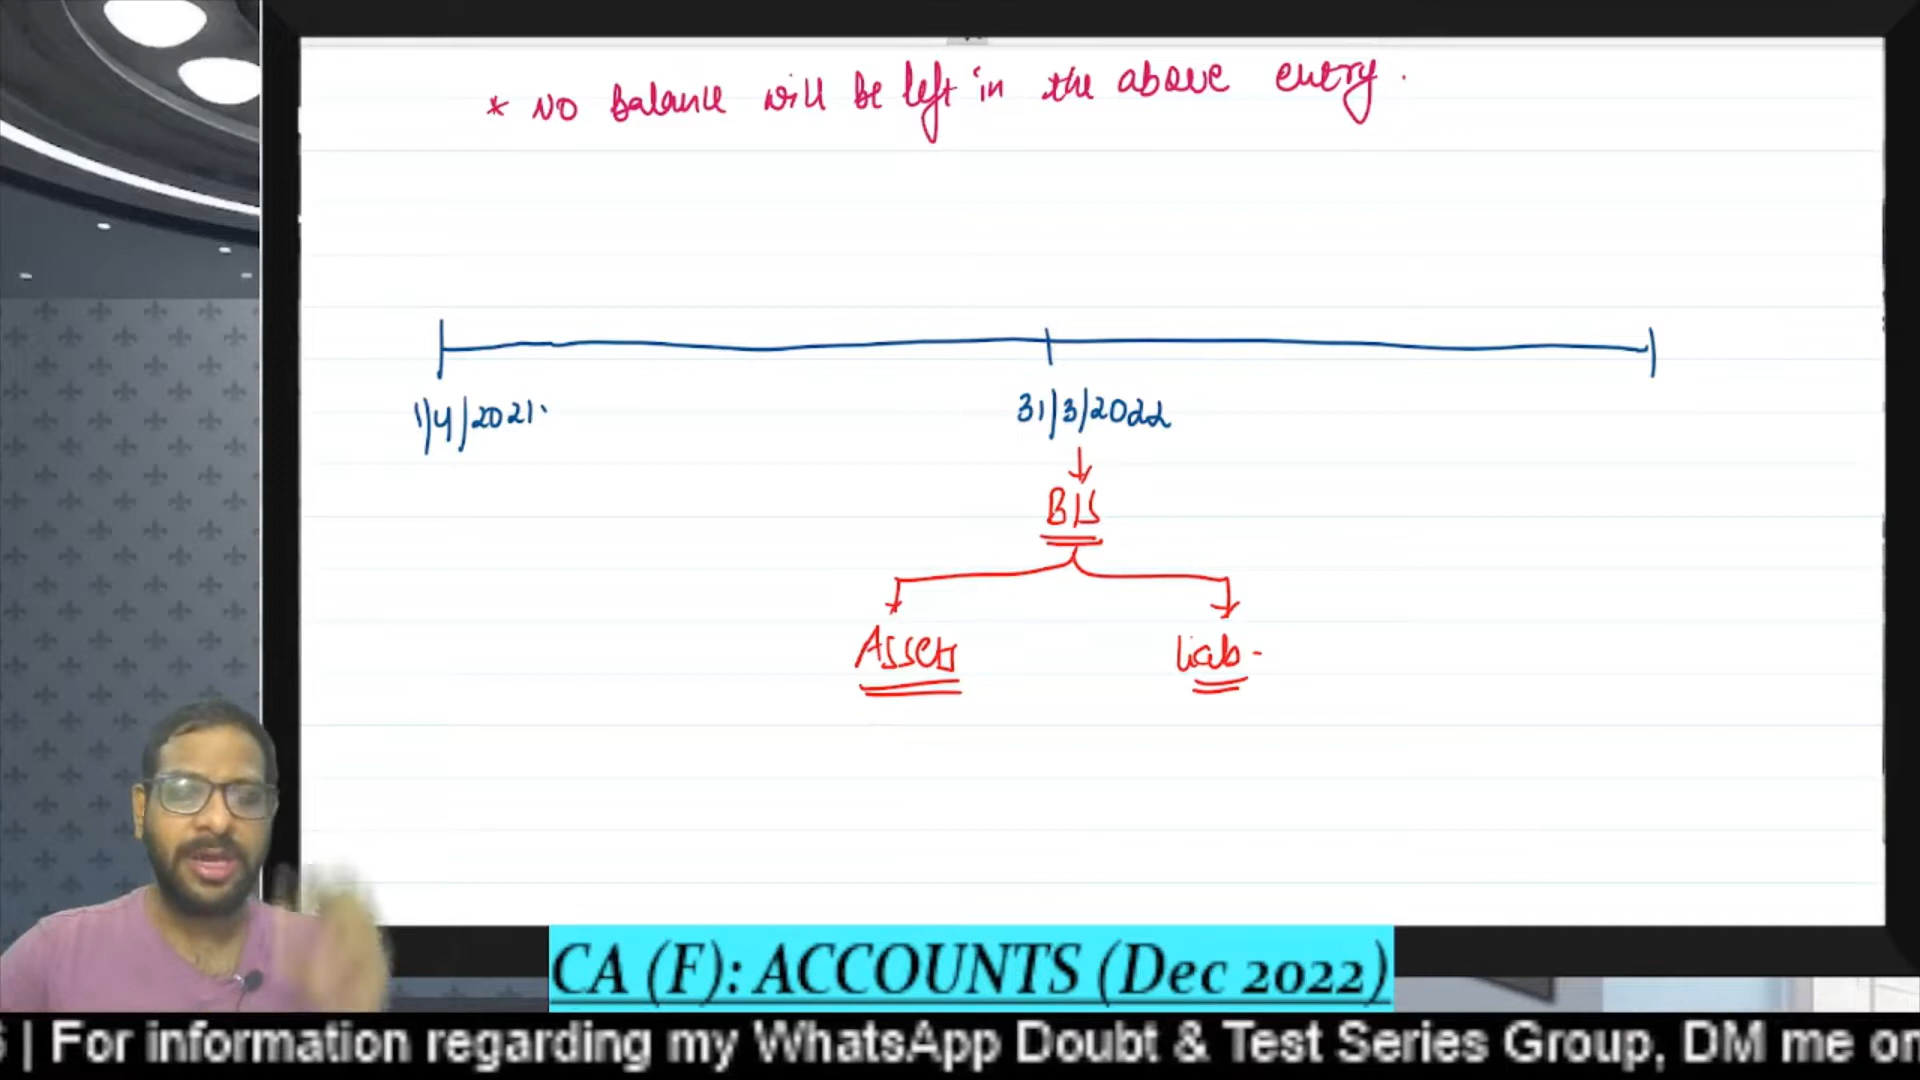 * NO Balance will be left in the above entry.
1/4/2021.
31/3/2022
B/S
Assets
Liab.
CA (F): ACCOUNTS (Dec 2022)
| For information regarding my WhatsApp Doubt & Test Series Group, DM me on